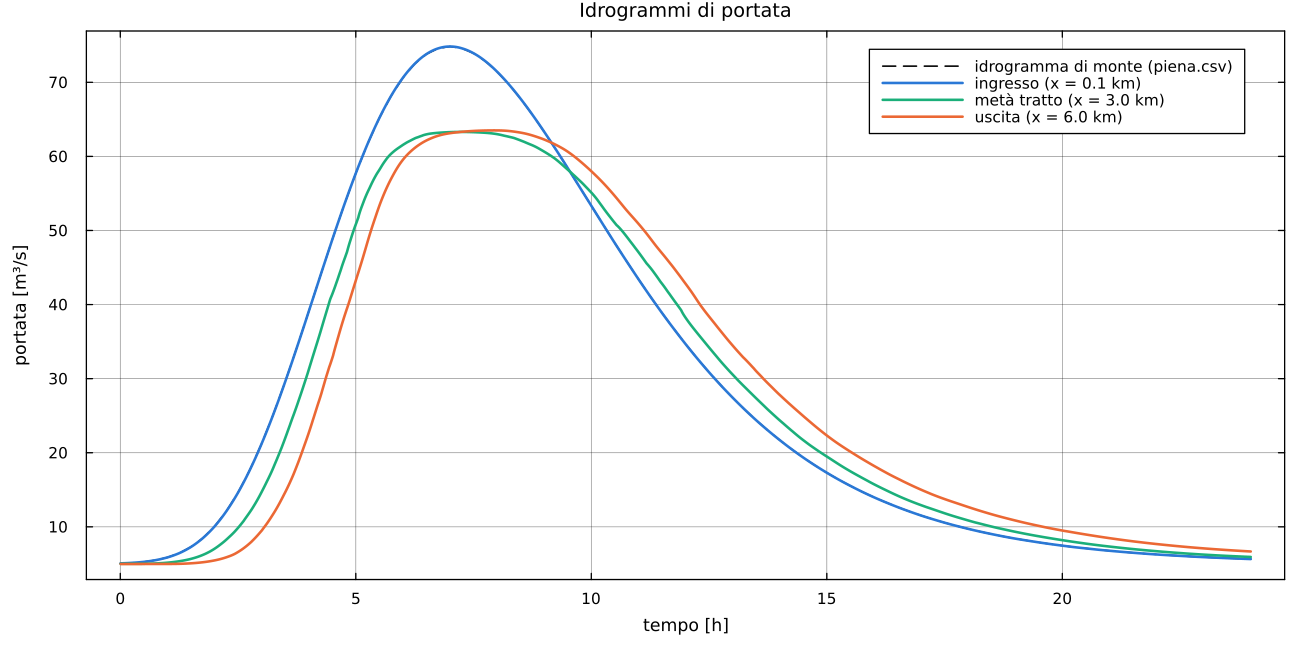 Idrogrammi di portata
idrogramma di monte (piena.csv)
ingresso (x = 0.1 km)
metà tratto (x = 3.0 km)
uscita (x = 6.0 km)
portata [m³/s]
70
60
50
40
30
20
10
0 5 10 15 20
tempo [h]